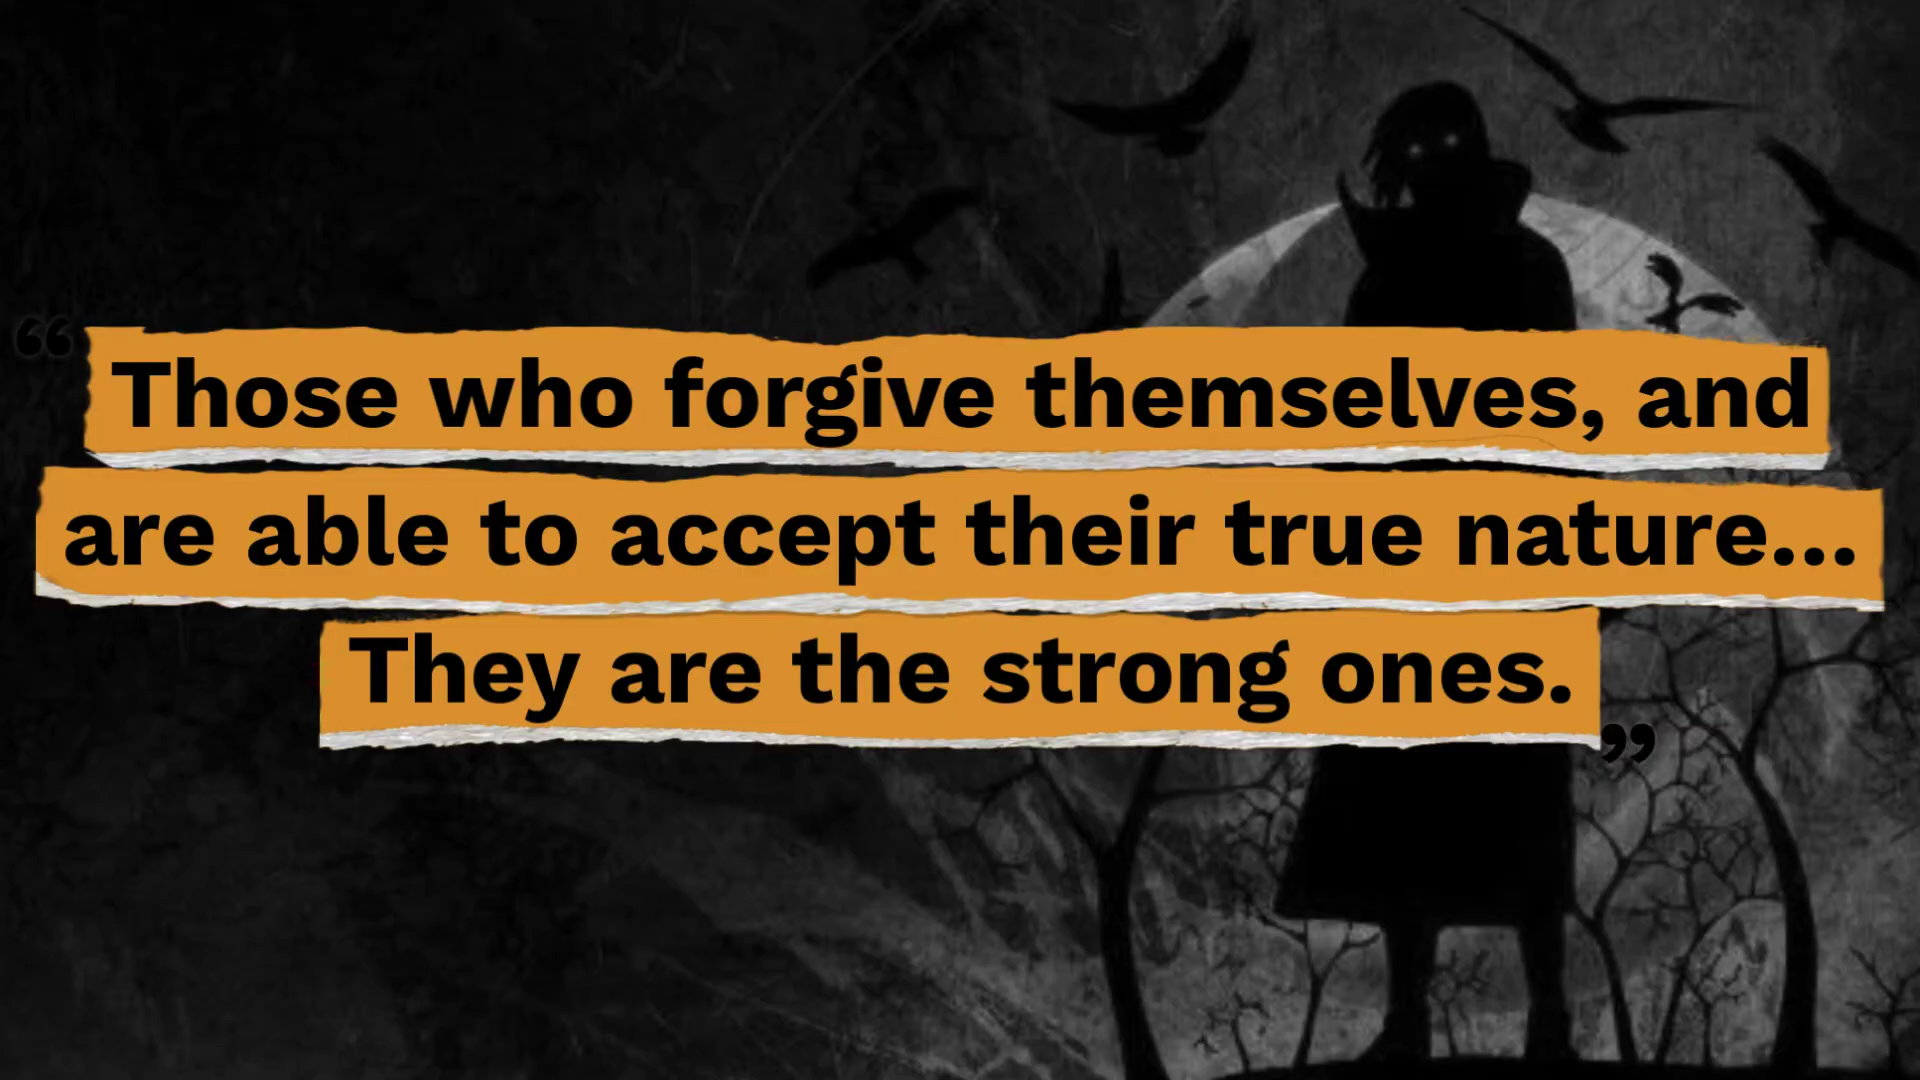 “Those who forgive themselves, and
are able to accept their true nature...
They are the strong ones.”